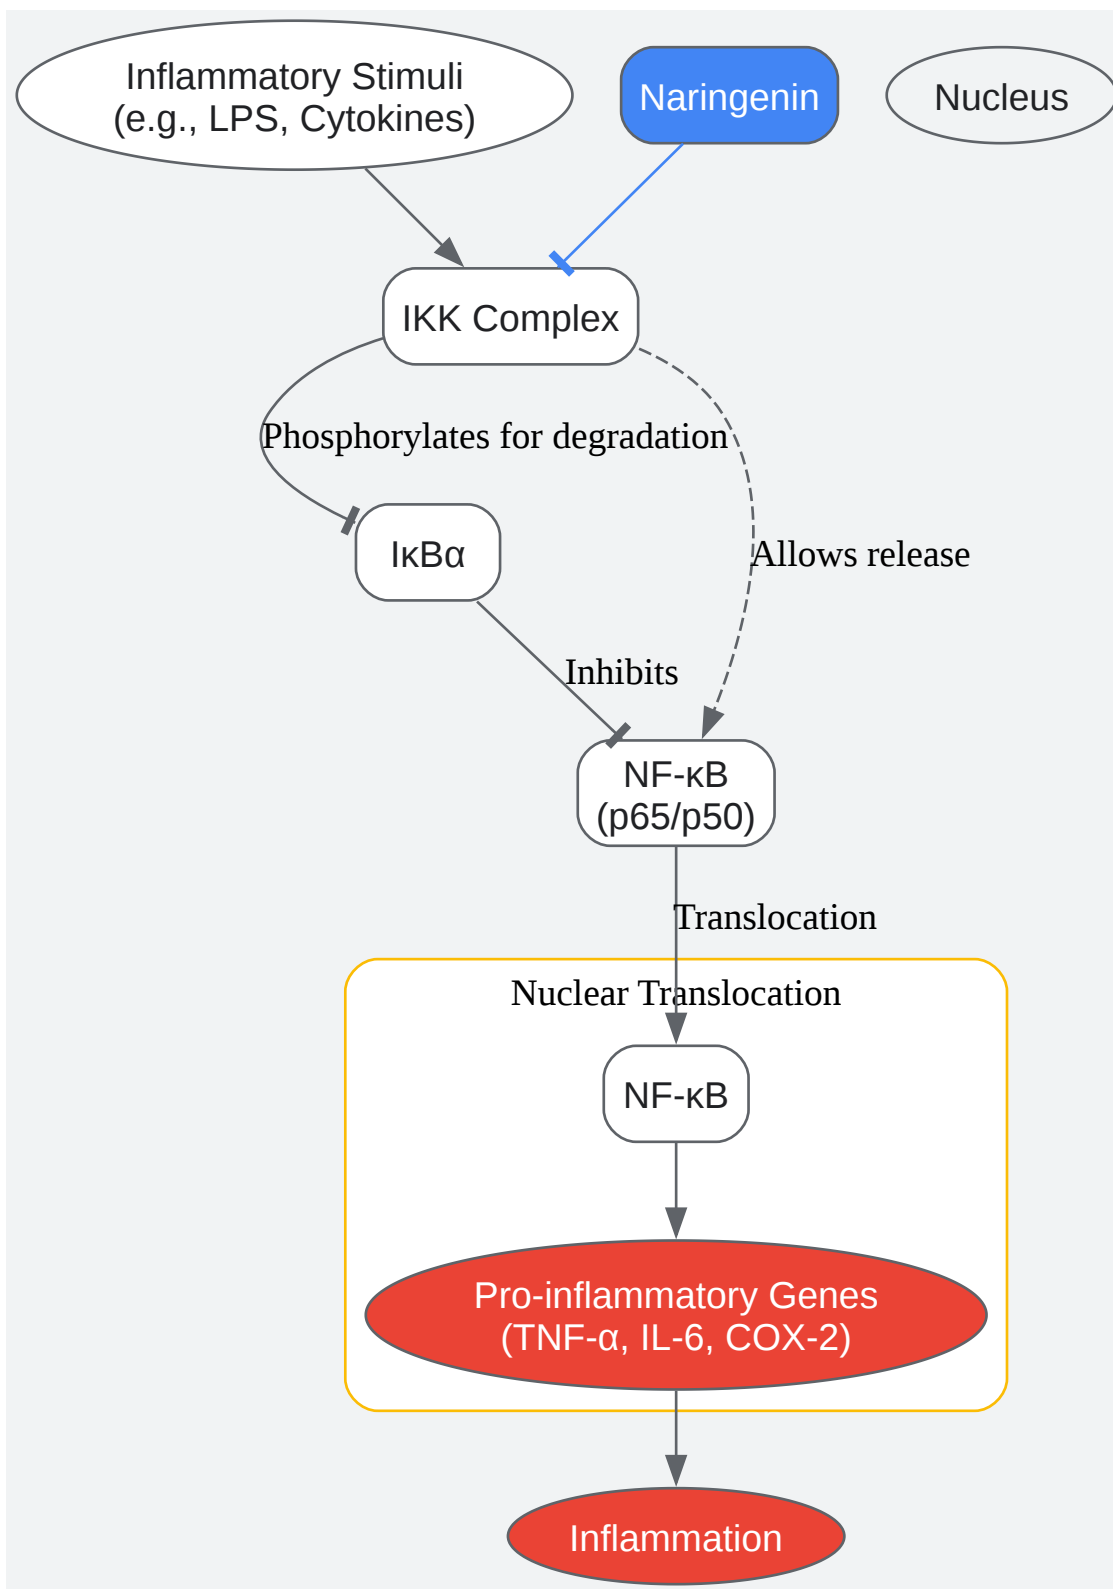 Inflammatory Stimuli
(e.g., LPS, Cytokines)
Naringenin
Nucleus
IKK Complex
Phosphorylates for degradation
IκBα
Allows release
Inhibits
NF-κB
(p65/p50)
Translocation
Nuclear Translocation
NF-κB
Pro-inflammatory Genes
(TNF-α, IL-6, COX-2)
Inflammation